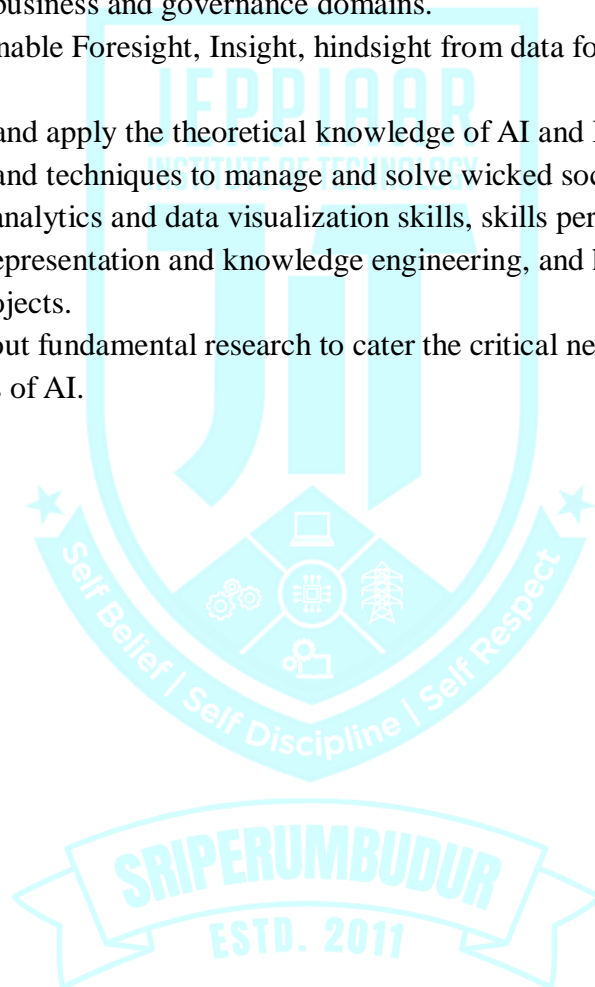 business and governance domains.
nable Foresight, Insight, hindsight from data fo
JEPPIAAR
and apply the theoretical knowledge of AI and
INSTITUTE OF TECHNOLOGY
and techniques to manage and solve wicked soc
analytics and data visualization skills, skills per
epresentation and knowledge engineering, and
ojects.
out fundamental research to cater the critical ne
s of AI.
Self Belief | Self Discipline | Self Respect
SRIPERUMBUDUR
ESTD. 2011